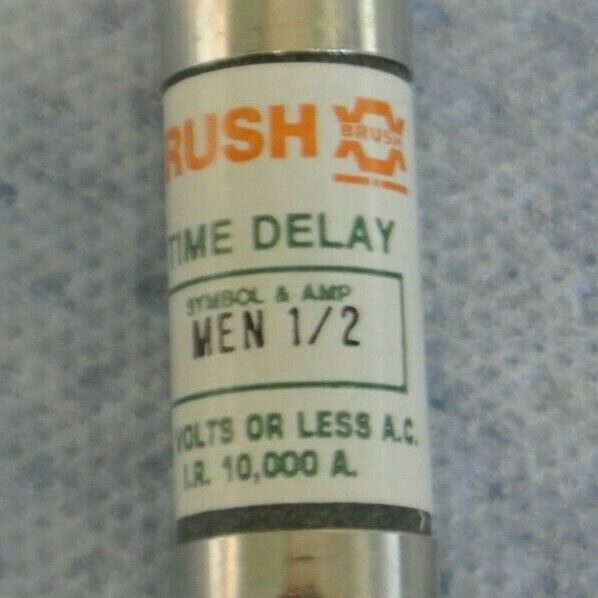 RUSH BRUSH
TIME DELAY
SYMBOL & AMP
MEN 1/2
VOLTS OR LESS A.C.
I.R. 10,000 A.